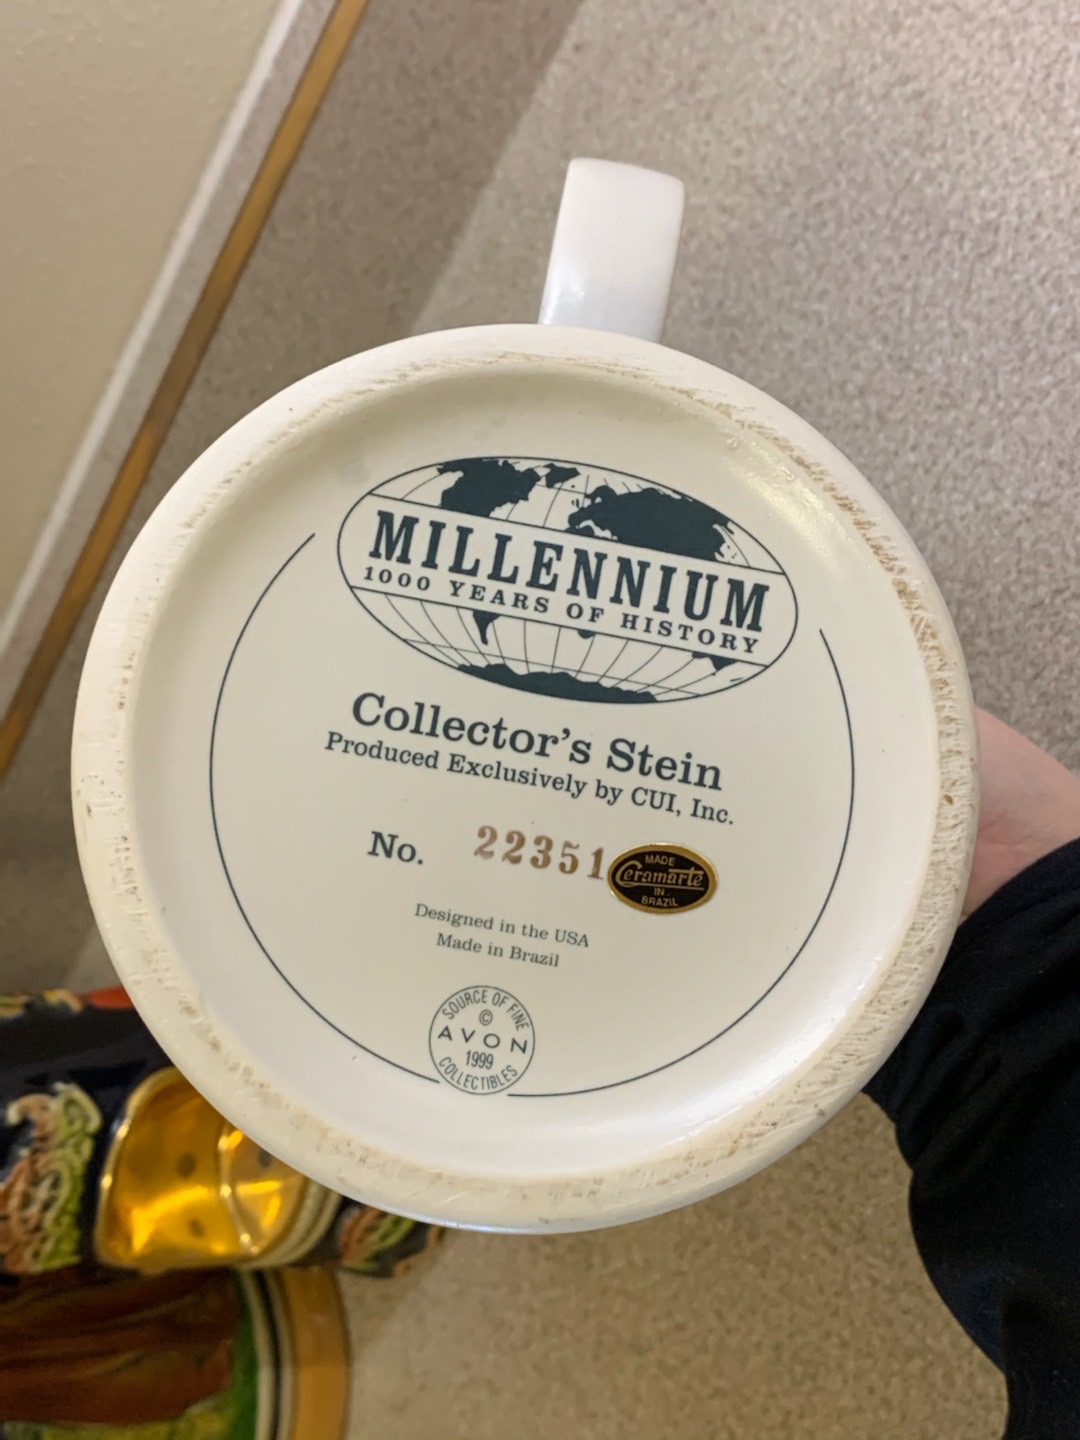 MILLENNIUM
1000 YEARS OF HISTORY
Collector's Stein
Produced Exclusively by CUI, Inc.
No. 22351
MADE
Ceramarte
IN
BRAZIL
Designed in the USA
Made in Brazil
SOURCE OF FINE
©
AVON
1999
COLLECTIBLES